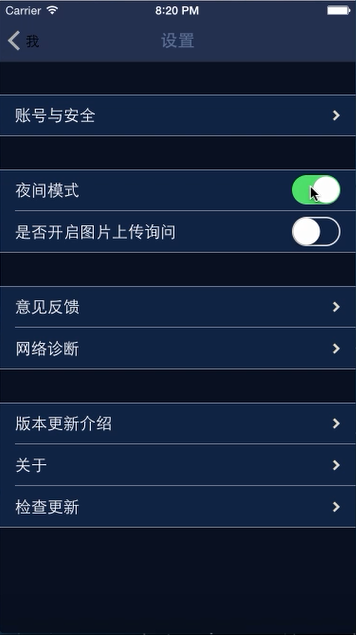 Carrier 8:20 PM
我 设置
账号与安全
夜间模式
是否开启图片上传询问
意见反馈
网络诊断
版本更新介绍
关于
检查更新